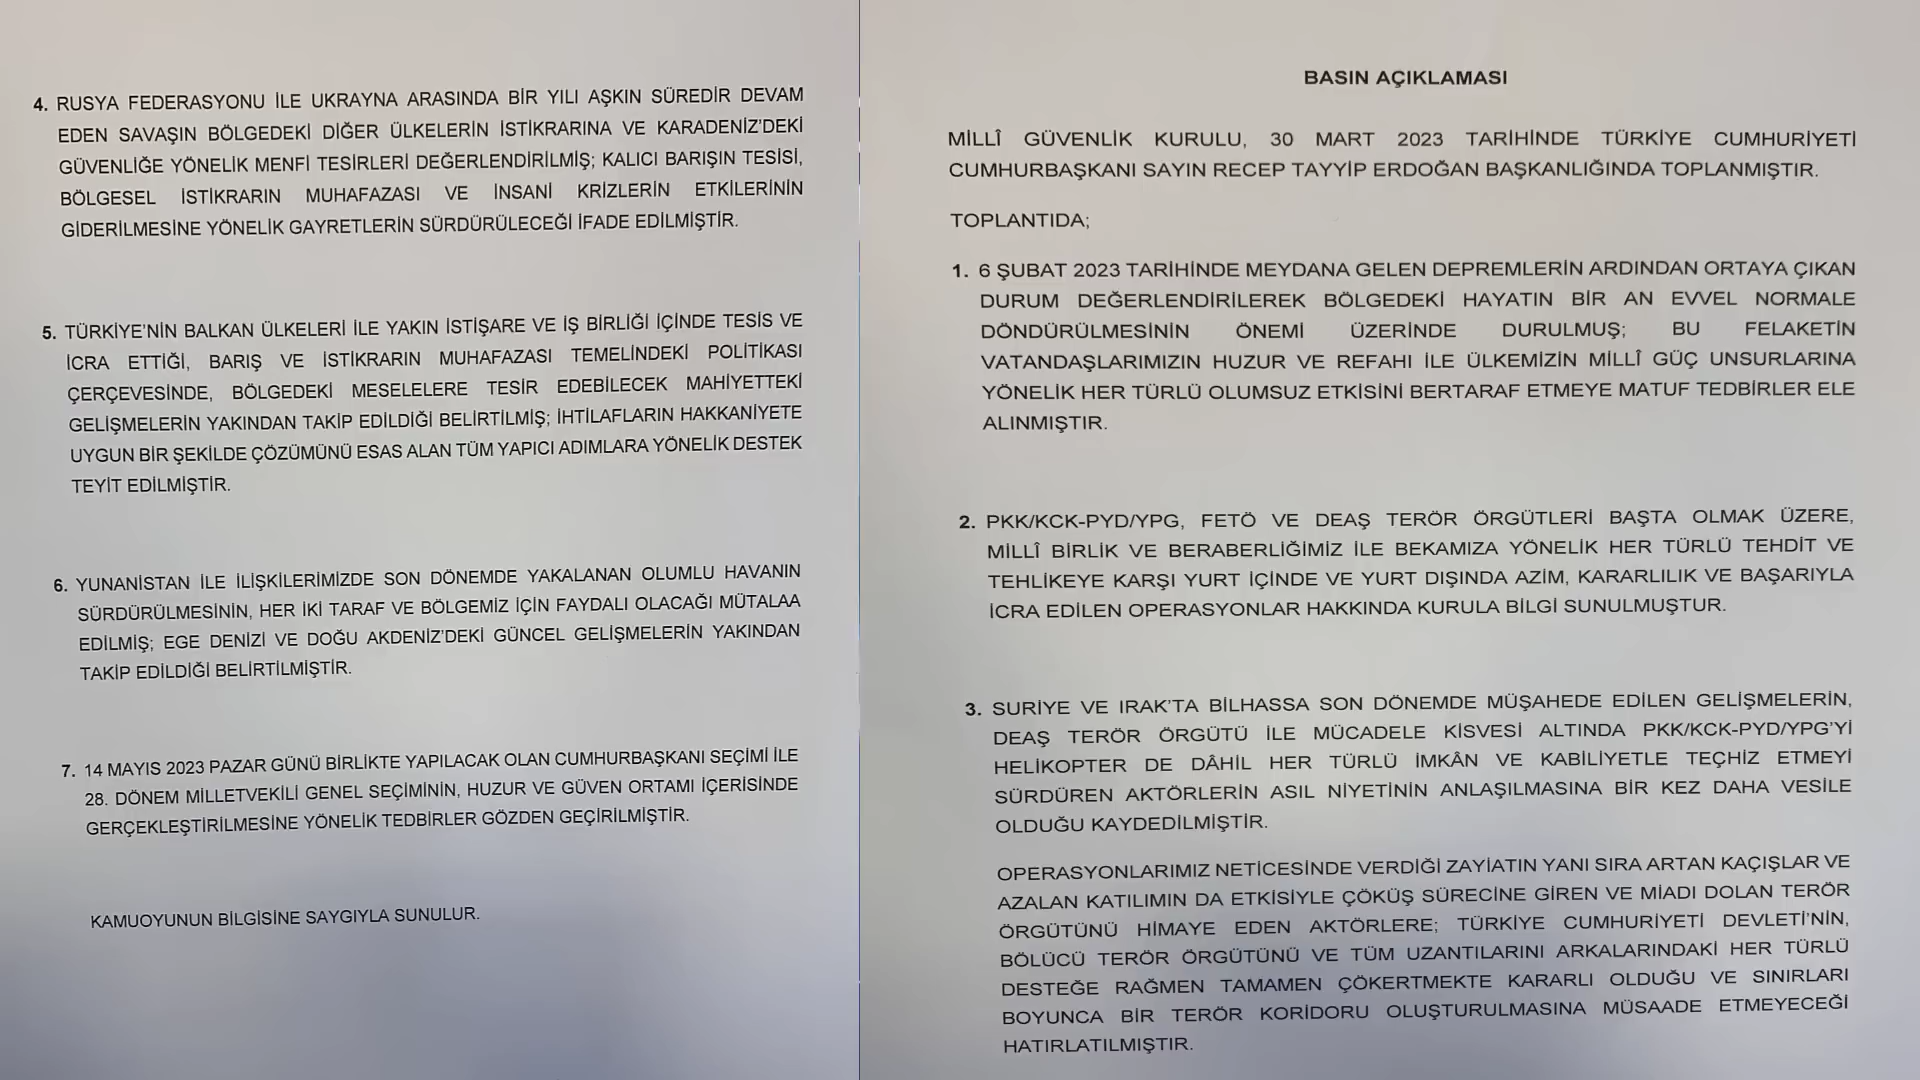 BASIN AÇIKLAMASI
MİLLÎ GÜVENLİK KURULU, 30 MART 2023 TARİHİNDE TÜRKİYE CUMHURİYETİ
CUMHURBAŞKANI SAYIN RECEP TAYYİP ERDOĞAN BAŞKANLIĞINDA TOPLANMIŞTIR.
TOPLANTIDA;
1. 6 ŞUBAT 2023 TARİHİNDE MEYDANA GELEN DEPREMLERİN ARDINDAN ORTAYA ÇIKAN
DURUM DEĞERLENDİRİLEREK BÖLGEDEKİ HAYATIN BİR AN EVVEL NORMALE
DÖNDÜRÜLMESİNİN ÖNEMİ ÜZERİNDE DURULMUŞ; BU FELAKETİN
VATANDAŞLARIMIZIN HUZUR VE REFAHI İLE ÜLKEMİZİN MİLLÎ GÜÇ UNSURLARINA
YÖNELİK HER TÜRLÜ OLUMSUZ ETKİSİNİ BERTARAF ETMEYE MATUF TEDBİRLER ELE
ALINMIŞTIR.
2. PKK/KCK-PYD/YPG, FETÖ VE DEAŞ TERÖR ÖRGÜTLERİ BAŞTA OLMAK ÜZERE,
MİLLÎ BİRLİK VE BERABERLİĞİMİZ İLE BEKAMIZA YÖNELİK HER TÜRLÜ TEHDİT VE
TEHLİKEYE KARŞI YURT İÇİNDE VE YURT DIŞINDA AZİM, KARARLILIK VE BAŞARIYLA
İCRA EDİLEN OPERASYONLAR HAKKINDA KURULA BİLGİ SUNULMUŞTUR.
3. SURİYE VE IRAK'TA BİLHASSA SON DÖNEMDE MÜŞAHEDE EDİLEN GELİŞMELERİN,
DEAŞ TERÖR ÖRGÜTÜ İLE MÜCADELE KİSVESİ ALTINDA PKK/KCK-PYD/YPG'Yİ
HELİKOPTER DE DÂHİL HER TÜRLÜ İMKÂN VE KABİLİYETLE TEÇHİZ ETMEYİ
SÜRDÜREN AKTÖRLERİN ASIL NİYETİNİN ANLAŞILMASINA BİR KEZ DAHA VESİLE
OLDUĞU KAYDEDİLMİŞTİR.
OPERASYONLARIMIZ NETİCESİNDE VERDİĞİ ZAYİATIN YANI SIRA ARTAN KAÇIŞLAR VE
AZALAN KATILIMIN DA ETKİSİYLE ÇÖKÜŞ SÜRECİNE GİREN VE MİADI DOLAN TERÖR
ÖRGÜTÜNÜ HİMAYE EDEN AKTÖRLERE; TÜRKİYE CUMHURİYETİ DEVLETİ'NİN,
BÖLÜCÜ TERÖR ÖRGÜTÜNÜ VE TÜM UZANTILARINI ARKALARINDAKİ HER TÜRLÜ
DESTEĞE RAĞMEN TAMAMEN ÇÖKERTMEKTE KARARLI OLDUĞU VE SINIRLARI
BOYUNCA BİR TERÖR KORİDORU OLUŞTURULMASINA MÜSAADE ETMEYECEĞİ
HATIRLATILMIŞTIR.
4. RUSYA FEDERASYONU İLE UKRAYNA ARASINDA BİR YILI AŞKIN SÜREDİR DEVAM
EDEN SAVAŞIN BÖLGEDEKİ DİĞER ÜLKELERİN İSTİKRARINA VE KARADENİZ'DEKİ
GÜVENLİĞE YÖNELİK MENFİ TESİRLERİ DEĞERLENDİRİLMİŞ; KALICI BARIŞIN TESİSİ,
BÖLGESEL İSTİKRARIN MUHAFAZASI VE İNSANİ KRİZLERİN ETKİLERİNİN
GİDERİLMESİNE YÖNELİK GAYRETLERİN SÜRDÜRÜLECEĞİ İFADE EDİLMİŞTİR.
5. TÜRKİYE'NİN BALKAN ÜLKELERİ İLE YAKIN İSTİŞARE VE İŞ BİRLİĞİ İÇİNDE TESİS VE
İCRA ETTİĞİ, BARIŞ VE İSTİKRARIN MUHAFAZASI TEMELİNDEKİ POLİTİKASI
ÇERÇEVESİNDE, BÖLGEDEKİ MESELELERE TESİR EDEBİLECEK MAHİYETTEKİ
GELİŞMELERİN YAKINDAN TAKİP EDİLDİĞİ BELİRTİLMİŞ; İHTİLAFLARIN HAKKANİYETE
UYGUN BİR ŞEKİLDE ÇÖZÜMÜNÜ ESAS ALAN TÜM YAPICI ADIMLARA YÖNELİK DESTEK
TEYİT EDİLMİŞTİR.
6. YUNANİSTAN İLE İLİŞKİLERİMİZDE SON DÖNEMDE YAKALANAN OLUMLU HAVANIN
SÜRDÜRÜLMESİNİN, HER İKİ TARAF VE BÖLGEMİZ İÇİN FAYDALI OLACAĞI MÜTALAA
EDİLMİŞ; EGE DENİZİ VE DOĞU AKDENİZ'DEKİ GÜNCEL GELİŞMELERİN YAKINDAN
TAKİP EDİLDİĞİ BELİRTİLMİŞTİR.
7. 14 MAYIS 2023 PAZAR GÜNÜ BİRLİKTE YAPILACAK OLAN CUMHURBAŞKANI SEÇİMİ İLE
28. DÖNEM MİLLETVEKİLİ GENEL SEÇİMİNİN, HUZUR VE GÜVEN ORTAMI İÇERİSİNDE
GERÇEKLEŞTİRİLMESİNE YÖNELİK TEDBİRLER GÖZDEN GEÇİRİLMİŞTİR.
KAMUOYUNUN BİLGİSİNE SAYGIYLA SUNULUR.